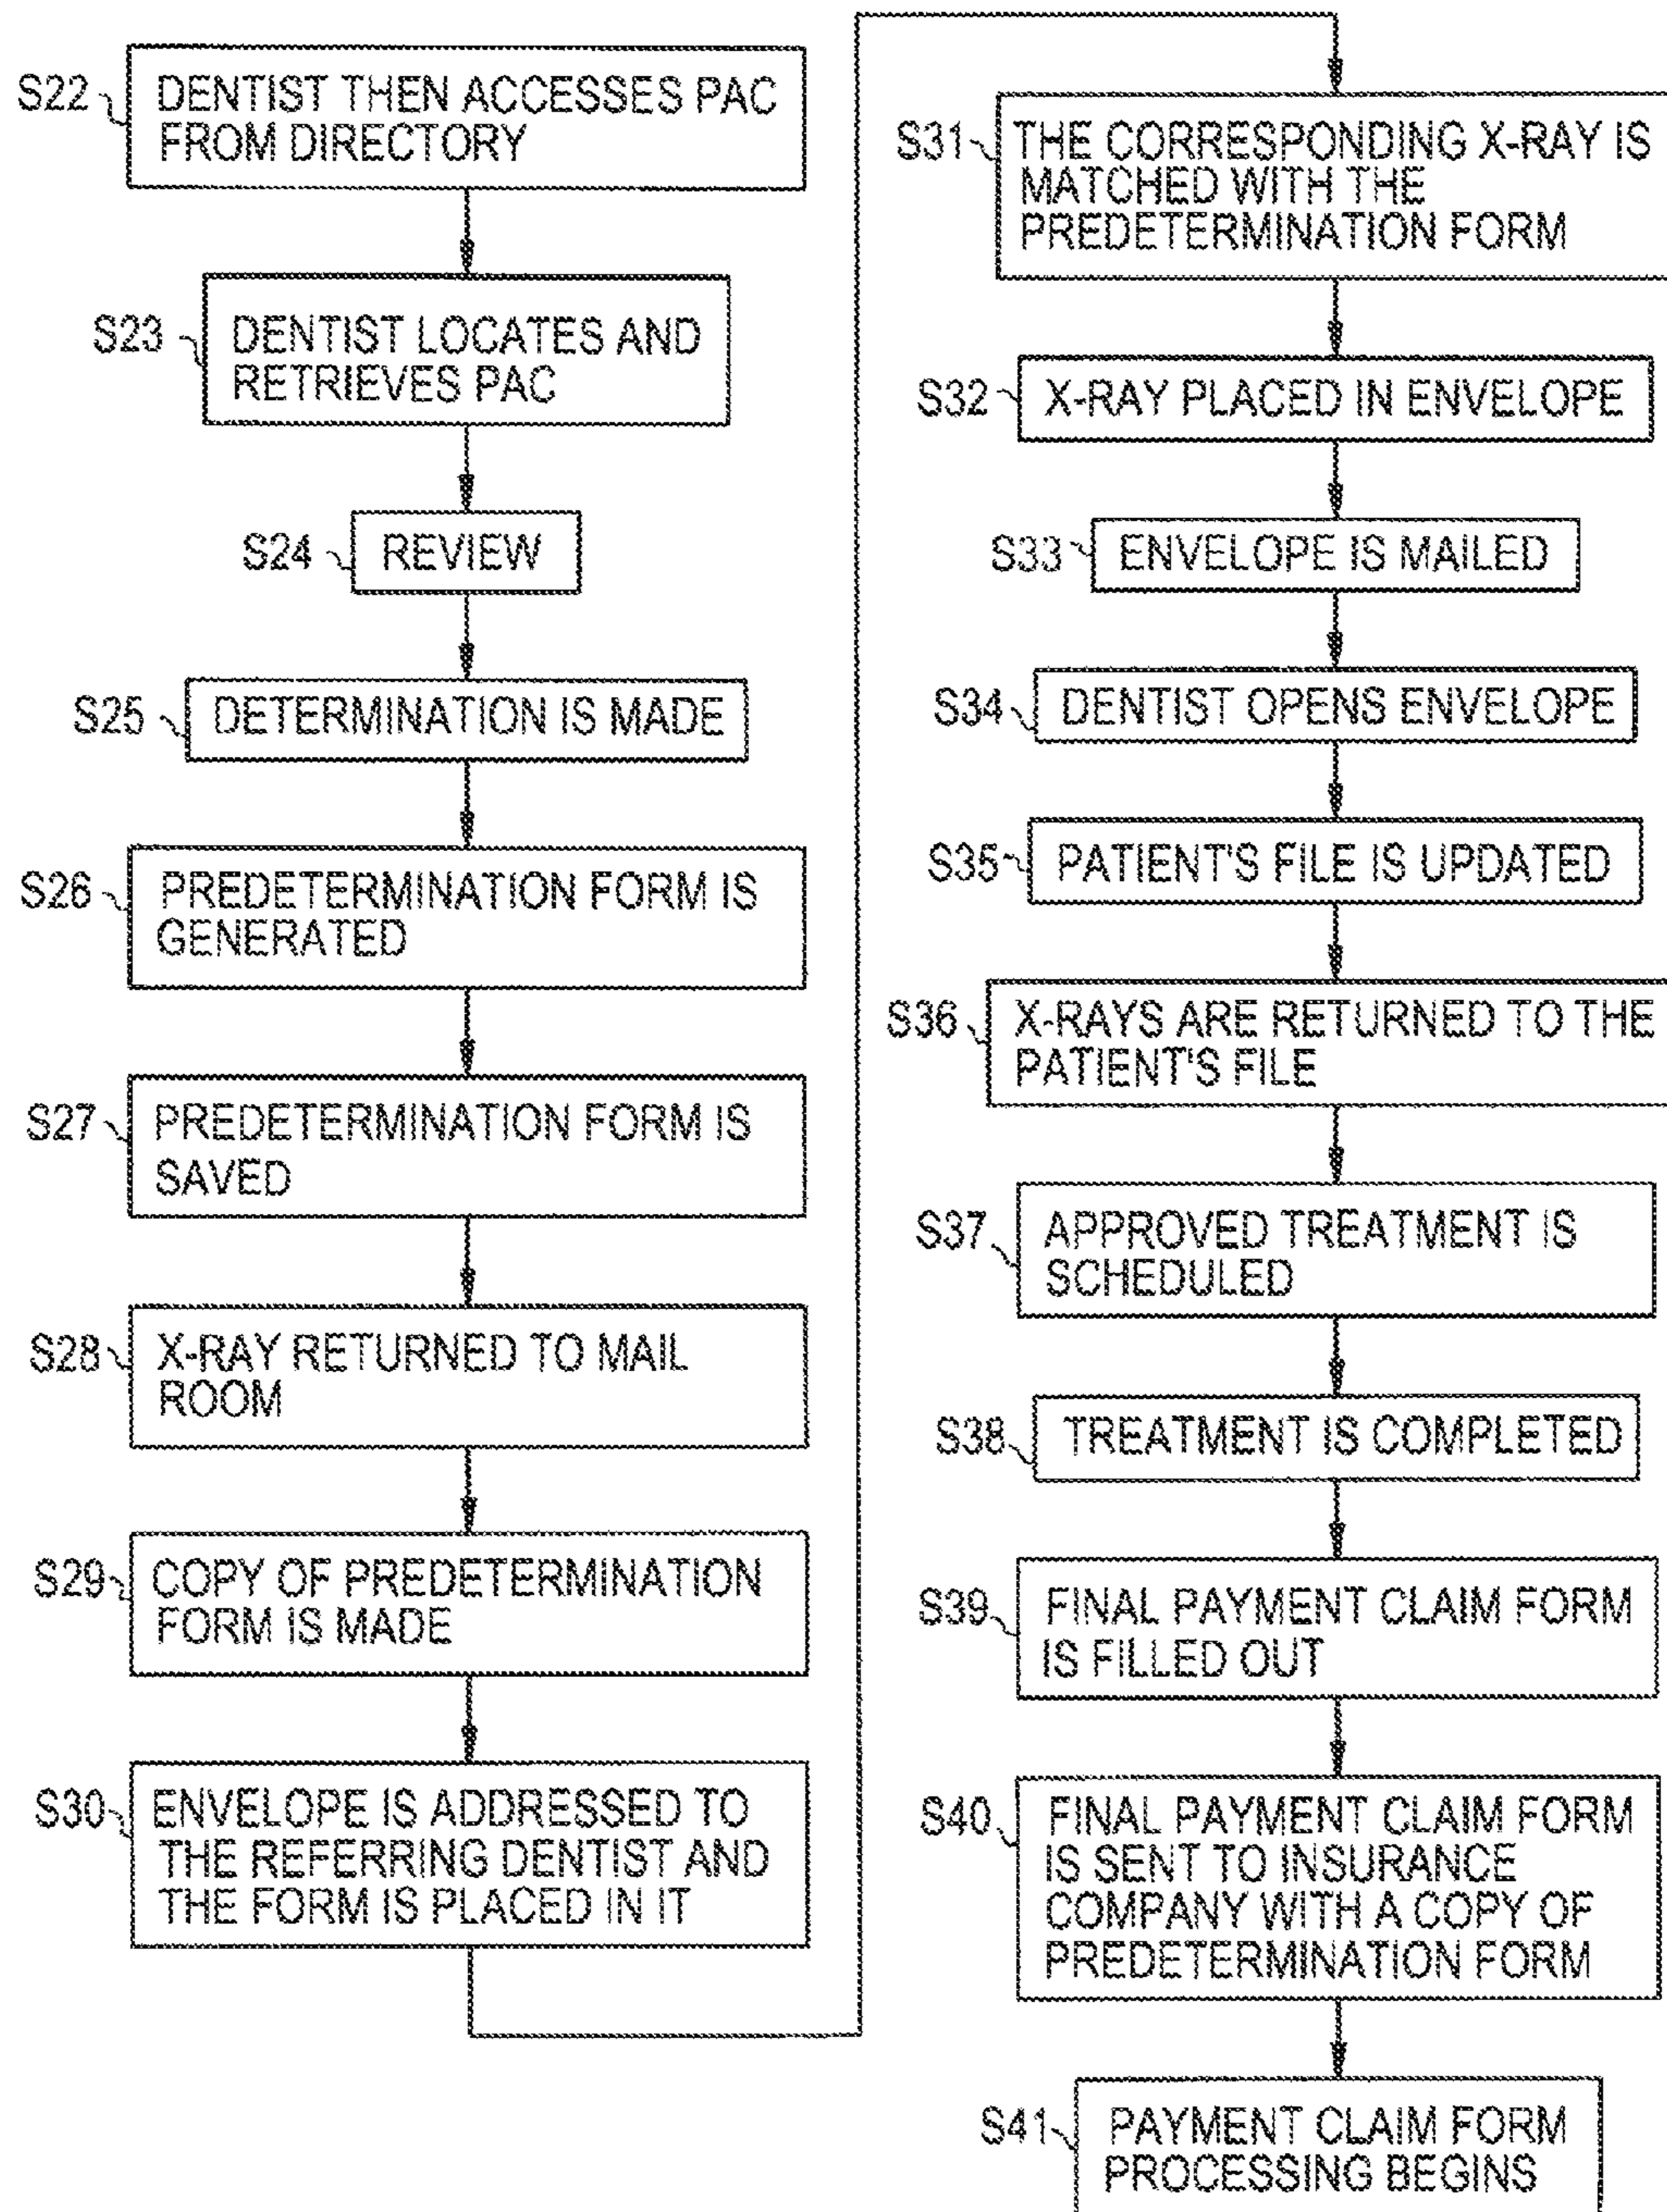 S22
DENTIST THEN ACCESSES PAC
FROM DIRECTORY
S23
DENTIST LOCATES AND
RETRIEVES PAC
S24
REVIEW
S25
DETERMINATION IS MADE
S26
PREDETERMINATION FORM IS
GENERATED
S27
PREDETERMINATION FORM IS
SAVED
S28
X-RAY RETURNED TO MAIL
ROOM
S29
COPY OF PREDETERMINATION
FORM IS MADE
S30
ENVELOPE IS ADDRESSED TO
THE REFERRING DENTIST AND
THE FORM IS PLACED IN IT
S31
THE CORRESPONDING X-RAY IS
MATCHED WITH THE
PREDETERMINATION FORM
S32
X-RAY PLACED IN ENVELOPE
S33
ENVELOPE IS MAILED
S34
DENTIST OPENS ENVELOPE
S35
PATIENT'S FILE IS UPDATED
S36
X-RAYS ARE RETURNED TO THE
PATIENT'S FILE
S37
APPROVED TREATMENT IS
SCHEDULED
S38
TREATMENT IS COMPLETED
S39
FINAL PAYMENT CLAIM FORM
IS FILLED OUT
S40
FINAL PAYMENT CLAIM FORM
IS SENT TO INSURANCE
COMPANY WITH A COPY OF
PREDETERMINATION FORM
S41
PAYMENT CLAIM FORM
PROCESSING BEGINS